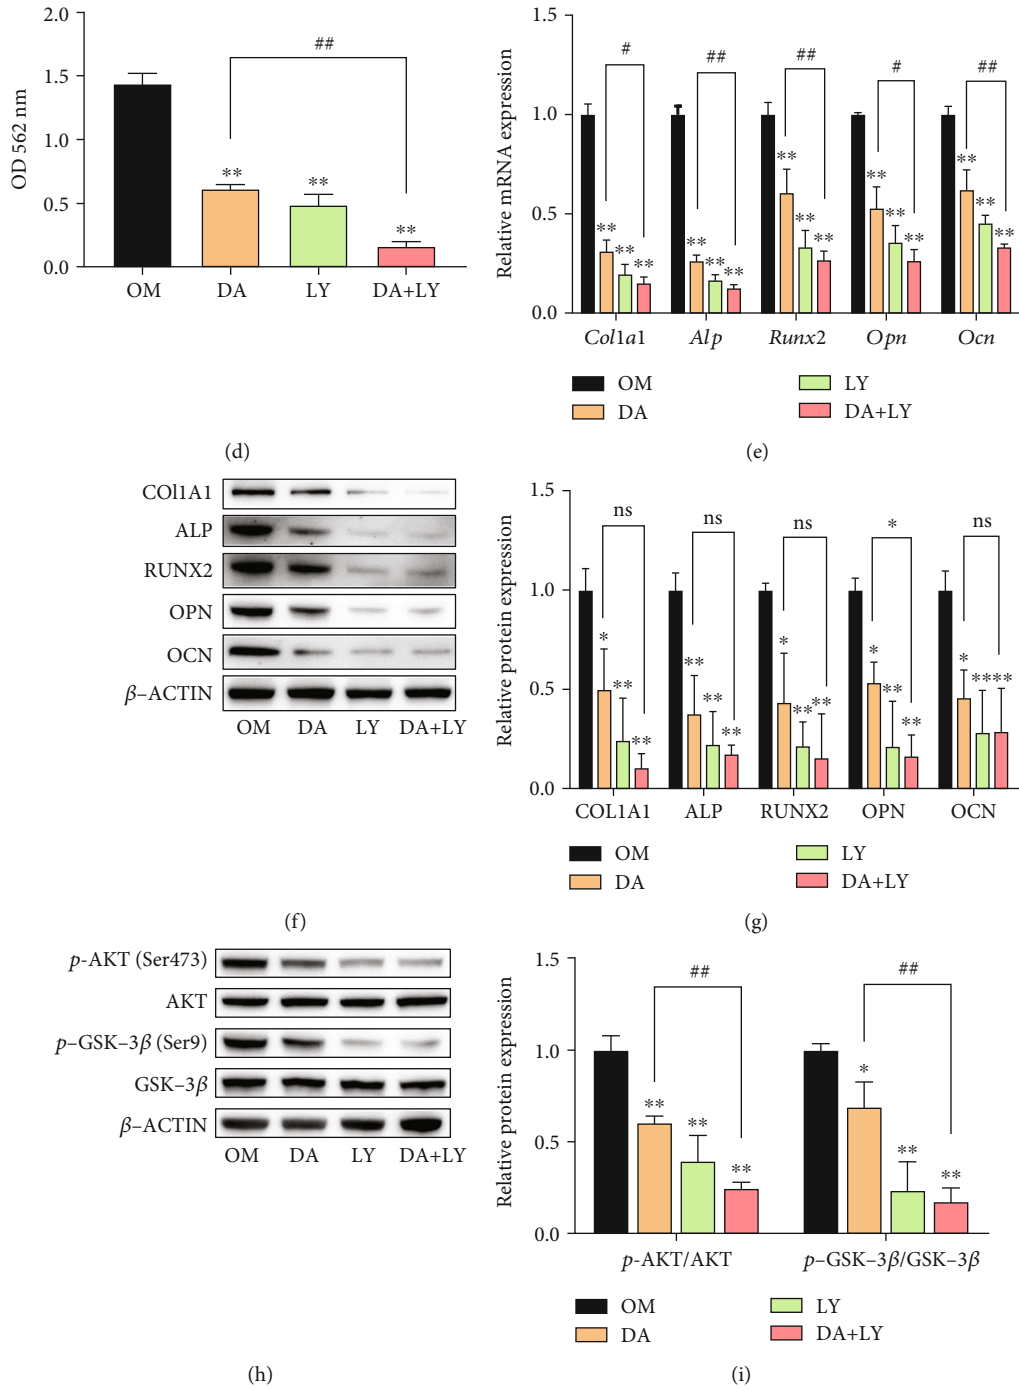 2.0
1.5
1.0
0.5
0.0
OD 562 nm
##
**
**
**
OM DA LY DA+LY
(d)
1.5
1.0
0.5
0.0
Relative mRNA expression
# ## ## # ##
** ** ** ** **
** ** ** ** **
** ** ** ** **
Col1a1 Alp Runx2 Opn Ocn
OM LY
DA DA+LY
(e)
COl1A1
ALP
RUNX2
OPN
OCN
β–ACTIN
OM DA LY DA+LY
(f)
1.5
1.0
0.5
0.0
Relative protein expression
ns ns ns * ns
* ** * * *
** ** ** ** **
** ** ** ** **
COL1A1 ALP RUNX2 OPN OCN
OM LY
DA DA+LY
(g)
p-AKT (Ser473)
AKT
p–GSK–3β (Ser9)
GSK–3β
β–ACTIN
OM DA LY DA+LY
(h)
1.5
1.0
0.5
0.0
Relative protein expression
## ##
** *
** **
** **
p-AKT/AKT p–GSK–3β/GSK–3β
OM LY
DA DA+LY
(i)